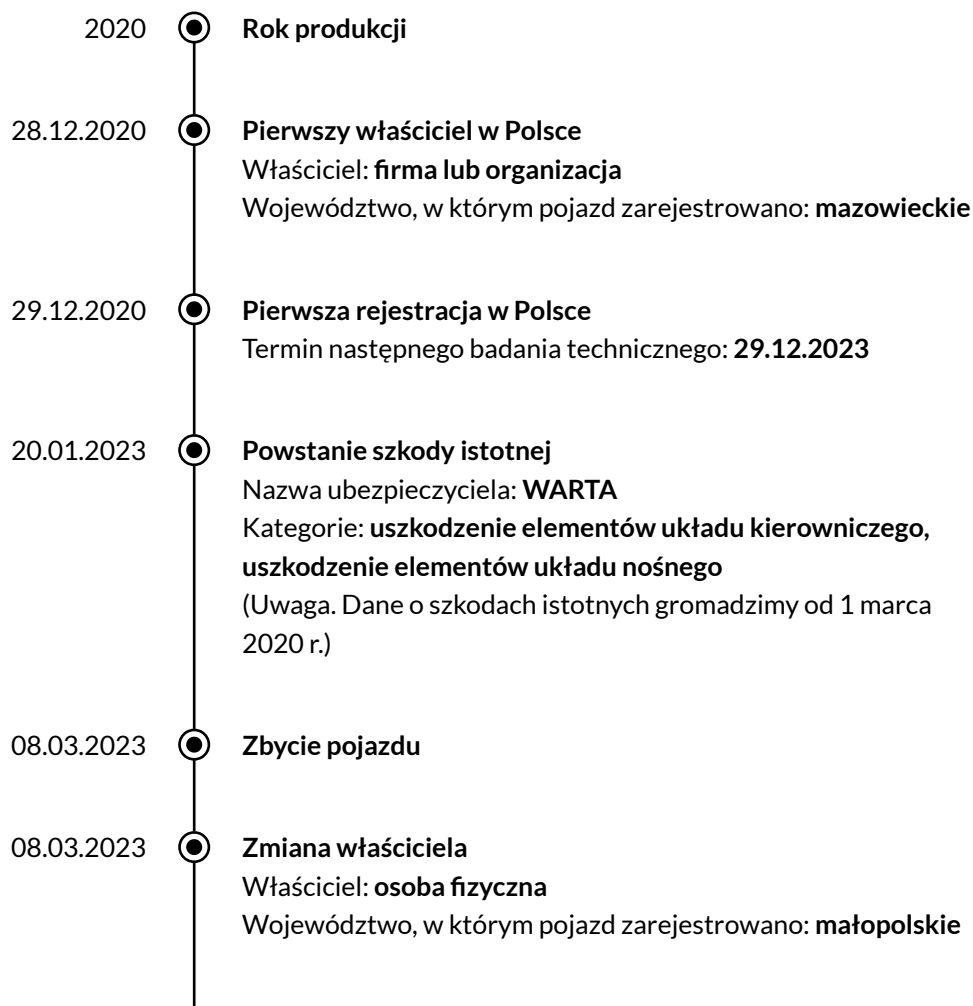 2020 Rok produkcji
28.12.2020 Pierwszy właściciel w Polsce
Właściciel: firma lub organizacja
Województwo, w którym pojazd zarejestrowano: mazowieckie
29.12.2020 Pierwsza rejestracja w Polsce
Termin następnego badania technicznego: 29.12.2023
20.01.2023 Powstanie szkody istotnej
Nazwa ubezpieczyciela: WARTA
Kategorie: uszkodzenie elementów układu kierowniczego,
uszkodzenie elementów układu nośnego
(Uwaga. Dane o szkodach istotnych gromadzimy od 1 marca
2020 r.)
08.03.2023 Zbycie pojazdu
08.03.2023 Zmiana właściciela
Właściciel: osoba fizyczna
Województwo, w którym pojazd zarejestrowano: małopolskie